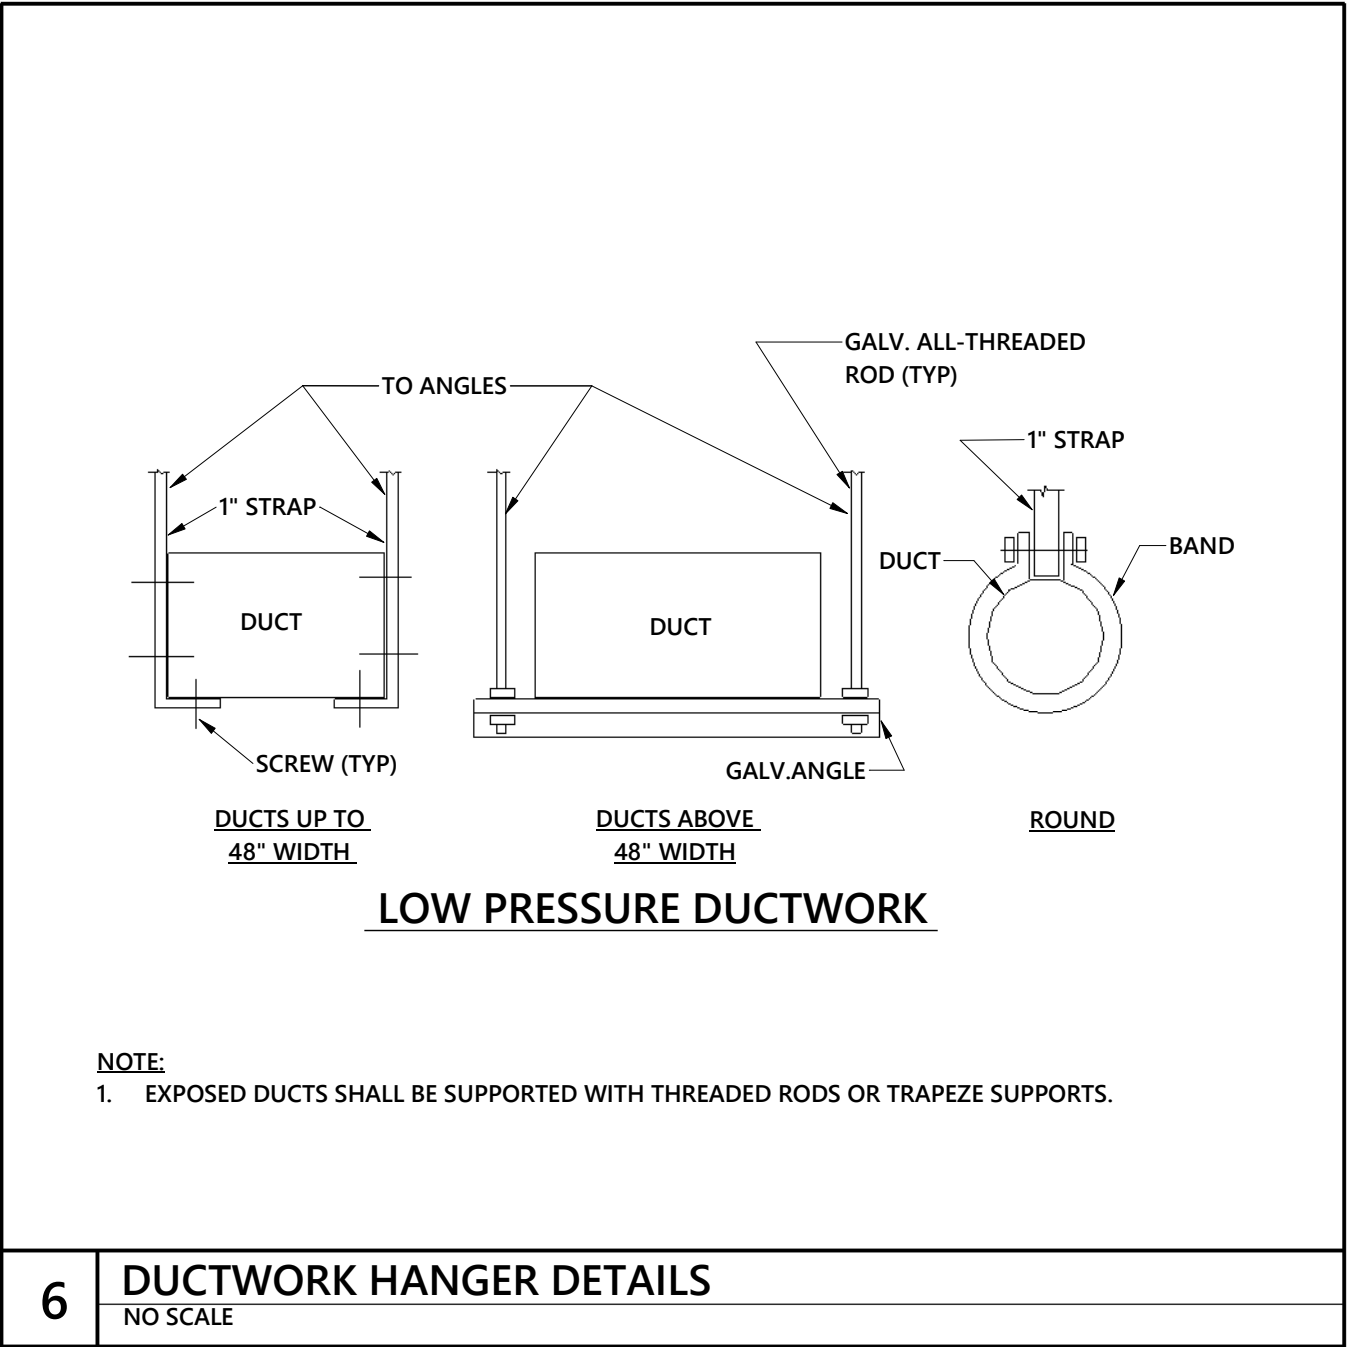 GALV. ALL-THREADED
ROD (TYP)
TO ANGLES
1" STRAP
1" STRAP
DUCT
BAND
DUCT
DUCT
SCREW (TYP)
GALV.ANGLE
DUCTS UP TO
48" WIDTH
DUCTS ABOVE
48" WIDTH
ROUND
LOW PRESSURE DUCTWORK
NOTE:
1. EXPOSED DUCTS SHALL BE SUPPORTED WITH THREADED RODS OR TRAPEZE SUPPORTS.
6
DUCTWORK HANGER DETAILS
NO SCALE